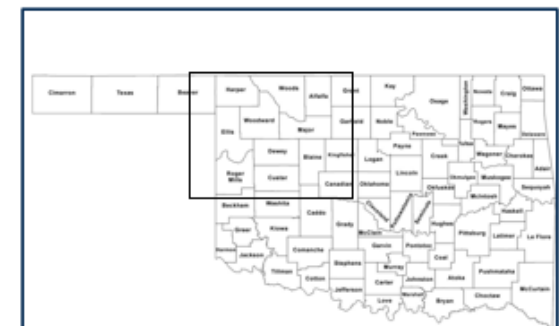 Cimarron Texas Beaver Harper Woods Alfalfa Grant Kay Osage Washington Nowata Craig Ottawa
Ellis Woodward Major Garfield Noble Pawnee Rogers Mayes Delaware
Roger Mills Dewey Custer Blaine Kingfisher Canadian Logan Oklahoma Payne Lincoln Creek Tulsa Wagoner Cherokee Adair
Okmulgee Muskogee Sequoyah
Okfuskee McIntosh
Beckham Washita Caddo Grady McClain Cleveland Pottawatomie Seminole Hughes Pittsburg Haskell Latimer Le Flore
Greer Kiowa Comanche Stephens Garvin Pontotoc Coal
Harmon Jackson Tillman Cotton Jefferson Murray Carter Johnston Atoka Pushmataha McCurtain
Love Marshall Bryan Choctaw